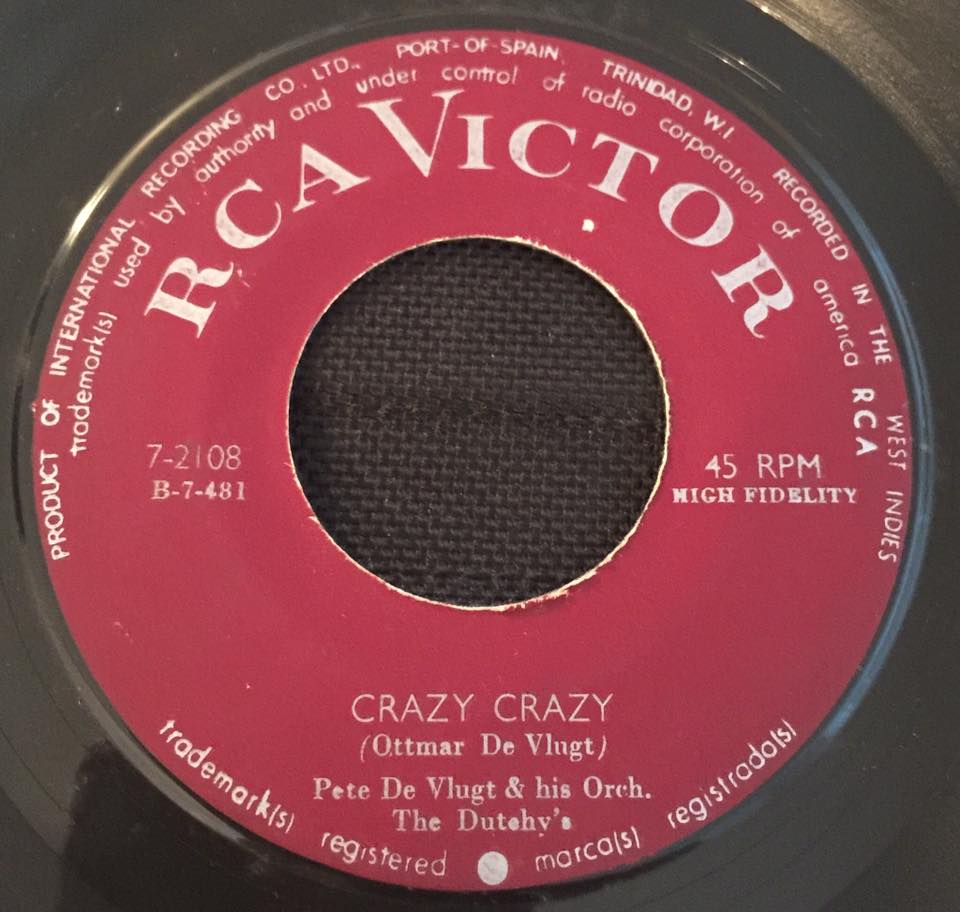 PRODUCT OF INTERNATIONAL RECORDING CO. LTD., PORT-OF-SPAIN, TRINIDAD, W.I. RECORDED IN THE WEST INDIES
trademark(s) used by authority and under control of radio corporation of america RCA
RCA VICTOR
7-2108
B-7-481
45 RPM
HIGH FIDELITY
CRAZY CRAZY
(Ottmar De Vlugt)
Pete De Vlugt & his Orch.
The Dutchy's
trademark(s) registered marca(s) registrada(s)